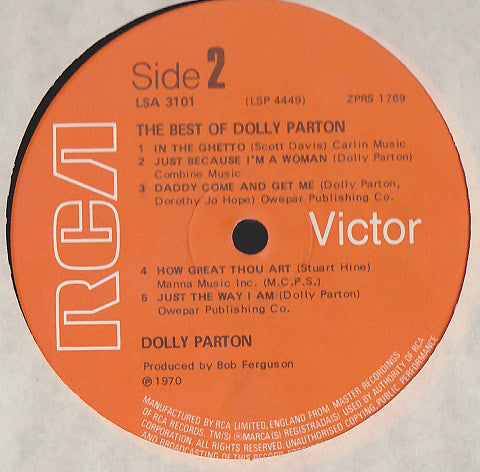 Side 2
LSA 3101 (LSP 4449) ZPRS 1769
THE BEST OF DOLLY PARTON
1 IN THE GHETTO (Scott Davis) Carlin Music
2 JUST BECAUSE I'M A WOMAN (Dolly Parton)
Combine Music
3 DADDY COME AND GET ME (Dolly Parton,
Dorothy Jo Hope) Owepar Publishing Co.
RCA
Victor
4 HOW GREAT THOU ART (Stuart Hine)
Manna Music Inc. (M.C.P.S.)
5 JUST THE WAY I AM (Dolly Parton)
Owepar Publishing Co.
DOLLY PARTON
Produced by Bob Ferguson
℗ 1970
MANUFACTURED BY RCA LIMITED, ENGLAND FROM MASTER RECORDINGS
OF RCA RECORDS, TM(S) ® MARCA(S) REGISTRADA(S) USED BY AUTHORITY OF RCA
CORPORATION. ALL RIGHTS RESERVED. UNAUTHORISED COPYING, PUBLIC PERFORMANCE
AND BROADCASTING OF THIS RECORD